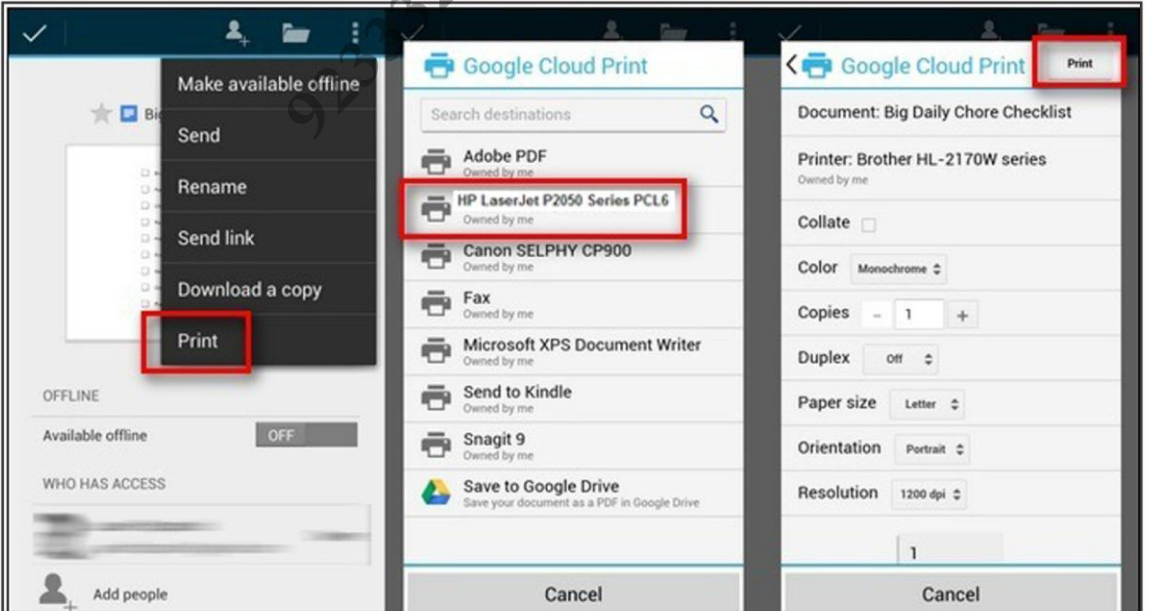 Make available offline
Send
Rename
Send link
Download a copy
Print
OFFLINE
Available offline
OFF
WHO HAS ACCESS
Add people
Google Cloud Print
Search destinations
Adobe PDF
Owned by me
HP LaserJet P2050 Series PCL6
Owned by me
Canon SELPHY CP900
Owned by me
Fax
Owned by me
Microsoft XPS Document Writer
Owned by me
Send to Kindle
Owned by me
Snagit 9
Owned by me
Save to Google Drive
Save your document as a PDF in Google Drive
Cancel
Google Cloud Print
Print
Document: Big Daily Chore Checklist
Printer: Brother HL-2170W series
Owned by me
Collate
Color Monochrome
Copies - 1 +
Duplex Off
Paper size Letter
Orientation Portrait
Resolution 1200 dpi
1
Cancel